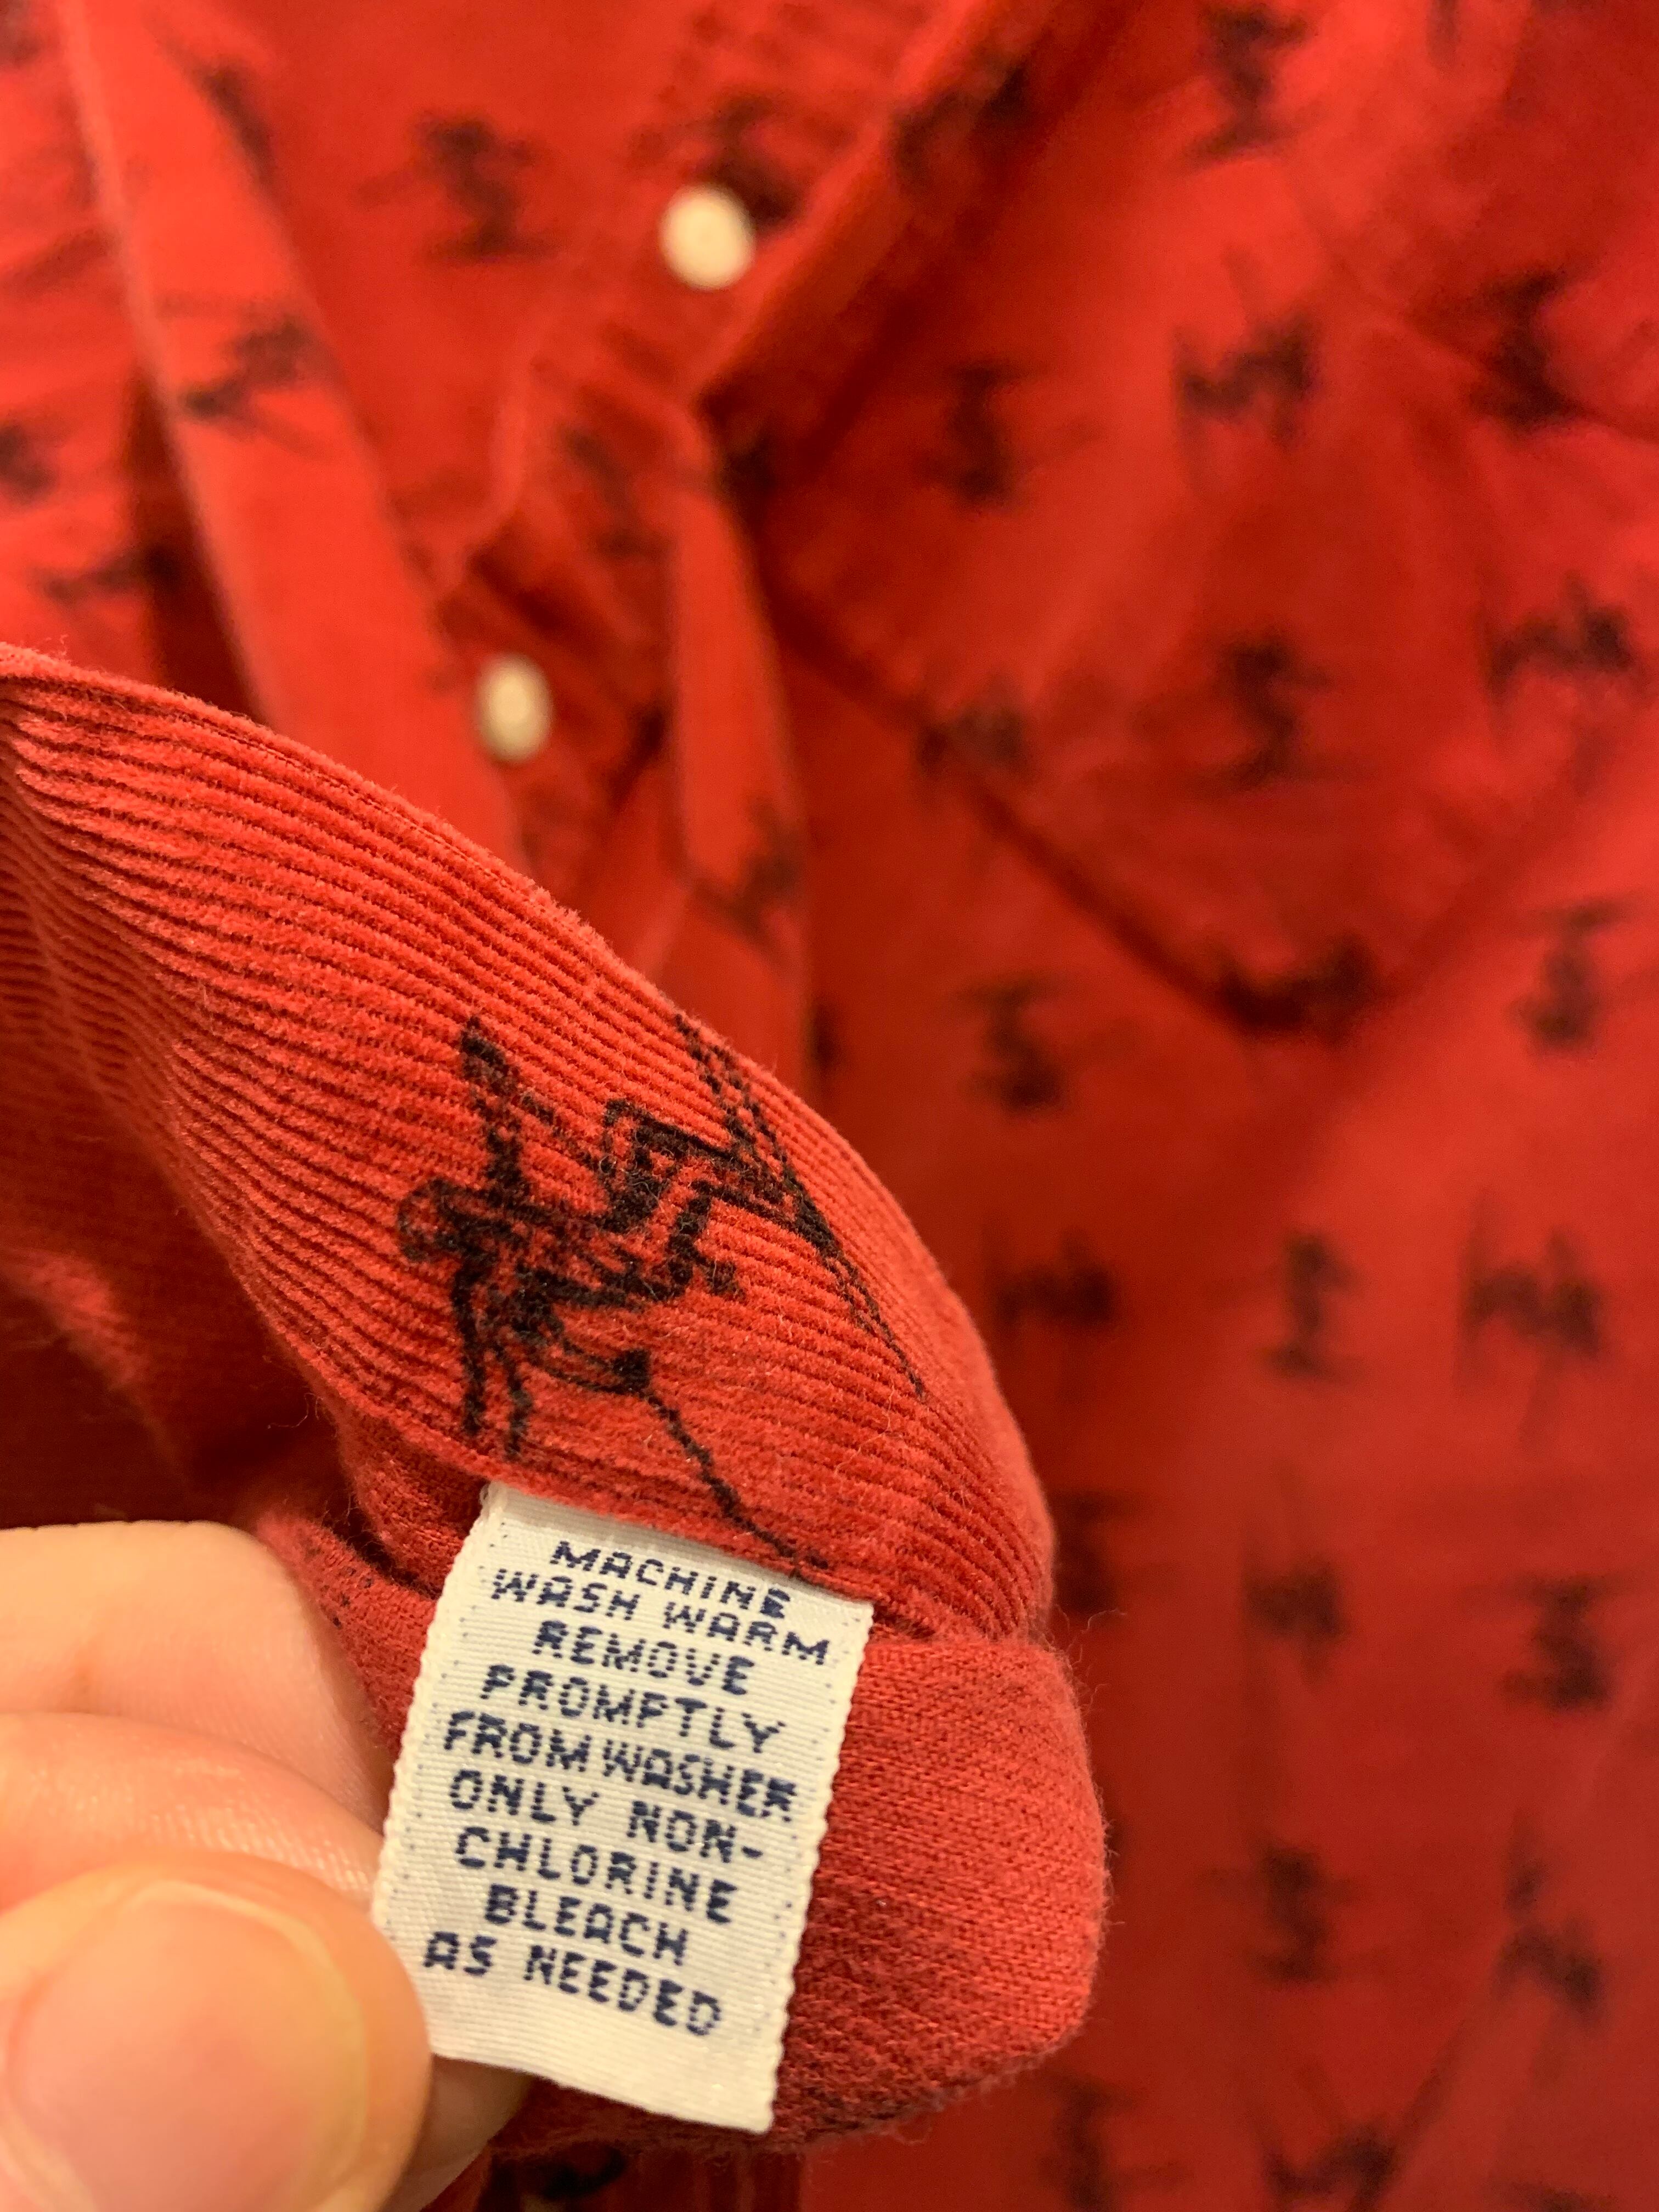 MACHINE
WASH WARM
REMOVE
PROMPTLY
FROM WASHER
ONLY NON-
CHLORINE
BLEACH
AS NEEDED